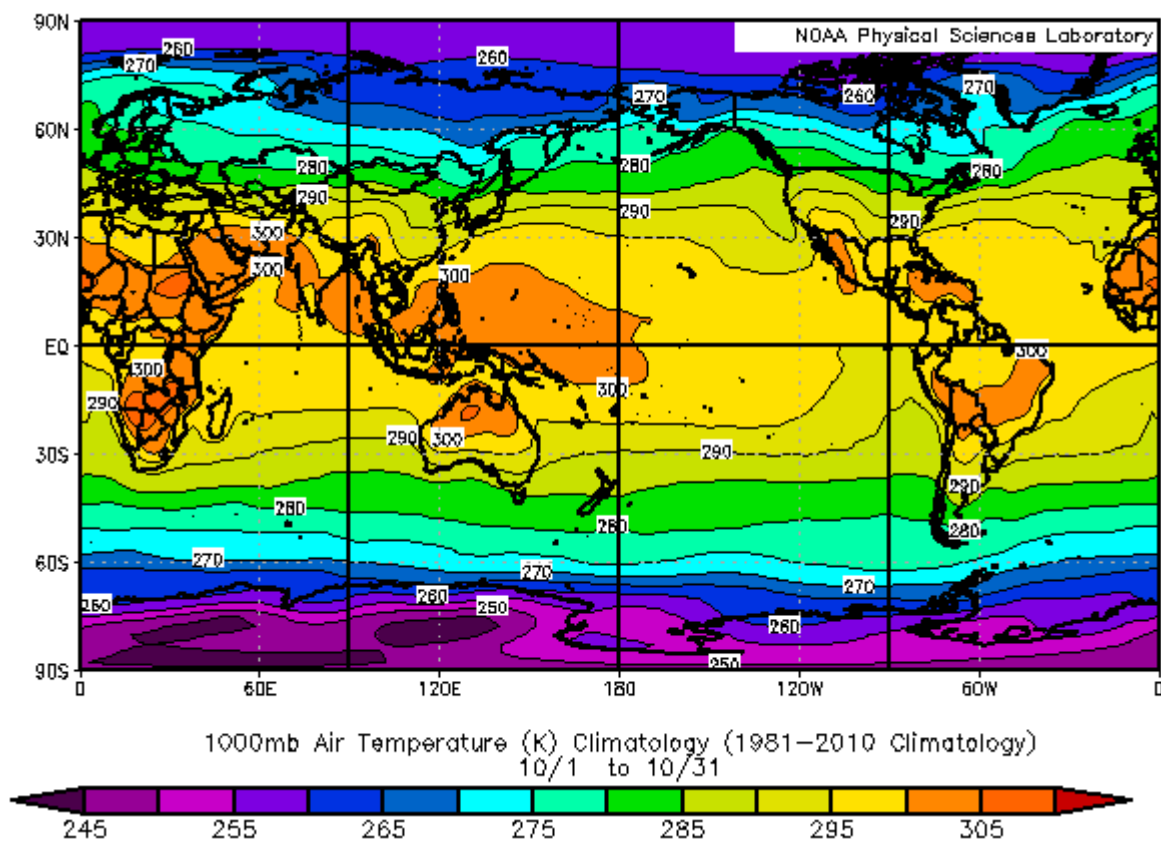 90N
NOAA Physical Sciences Laboratory
260 260
270 270 270 260
60N
280 280 280
290 290 290
30N
300 300
300
EQ
300 300 300
290
290 300 290
30S
290
280 280 280
60S
270 270 270
260 260 250 260
250
90S
0 60E 120E 180 120W 60W 0
1000mb Air Temperature (K) Climatology (1981-2010 Climatology)
10/1 to 10/31
245 255 265 275 285 295 305